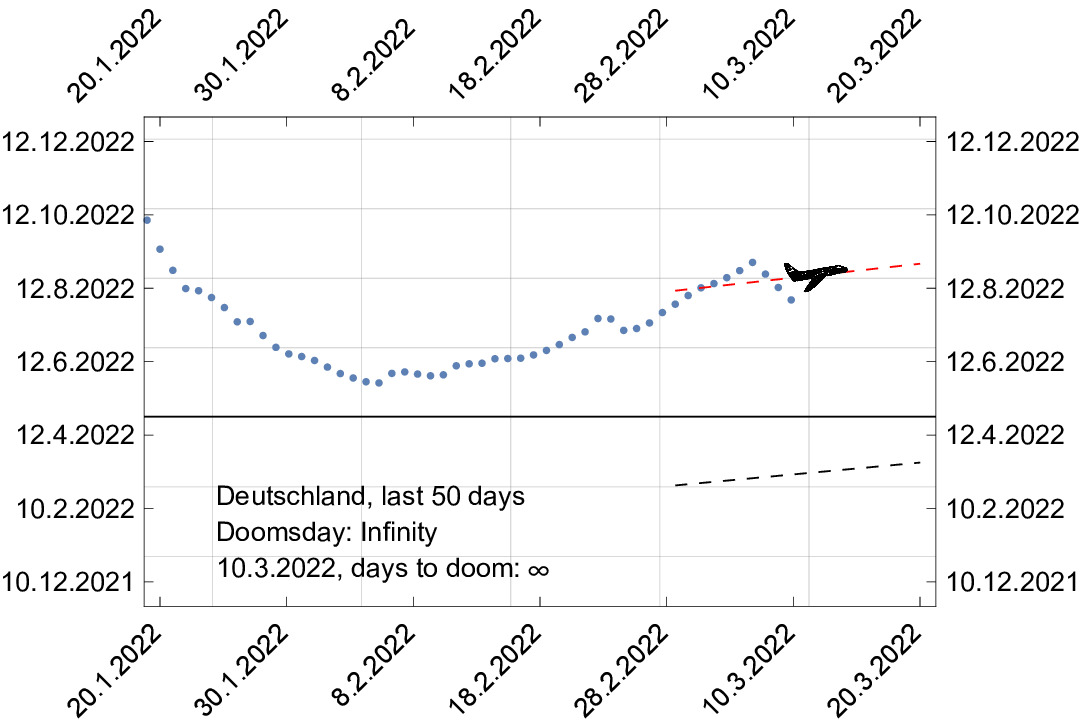 20.1.2022 30.1.2022 8.2.2022 18.2.2022 28.2.2022 10.3.2022 20.3.2022
12.12.2022 12.12.2022
12.10.2022 12.10.2022
12.8.2022 12.8.2022
12.6.2022 12.6.2022
12.4.2022 12.4.2022
Deutschland, last 50 days
10.2.2022 10.2.2022
Doomsday: Infinity
10.3.2022, days to doom: ∞
10.12.2021 10.12.2021
20.1.2022 30.1.2022 8.2.2022 18.2.2022 28.2.2022 10.3.2022 20.3.2022